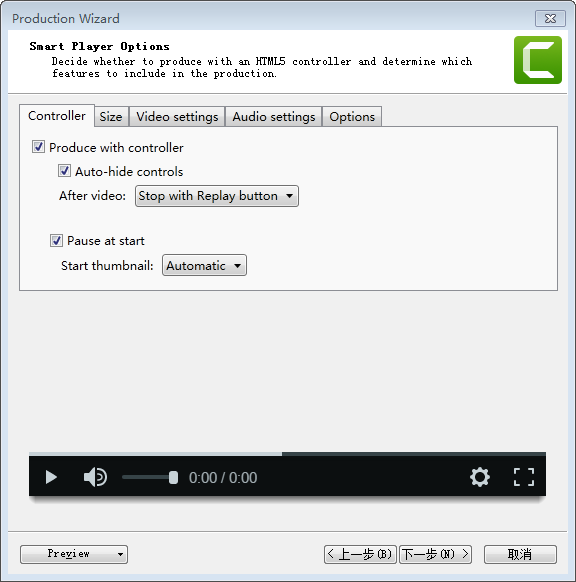 Production Wizard
Smart Player Options
Decide whether to produce with an HTML5 controller and determine which
features to include in the production.
Controller Size Video settings Audio settings Options
Produce with controller
Auto-hide controls
After video: Stop with Replay button
Pause at start
Start thumbnail: Automatic
0:00 / 0:00
Preview < 上一步(B) 下一步(N) > 取消